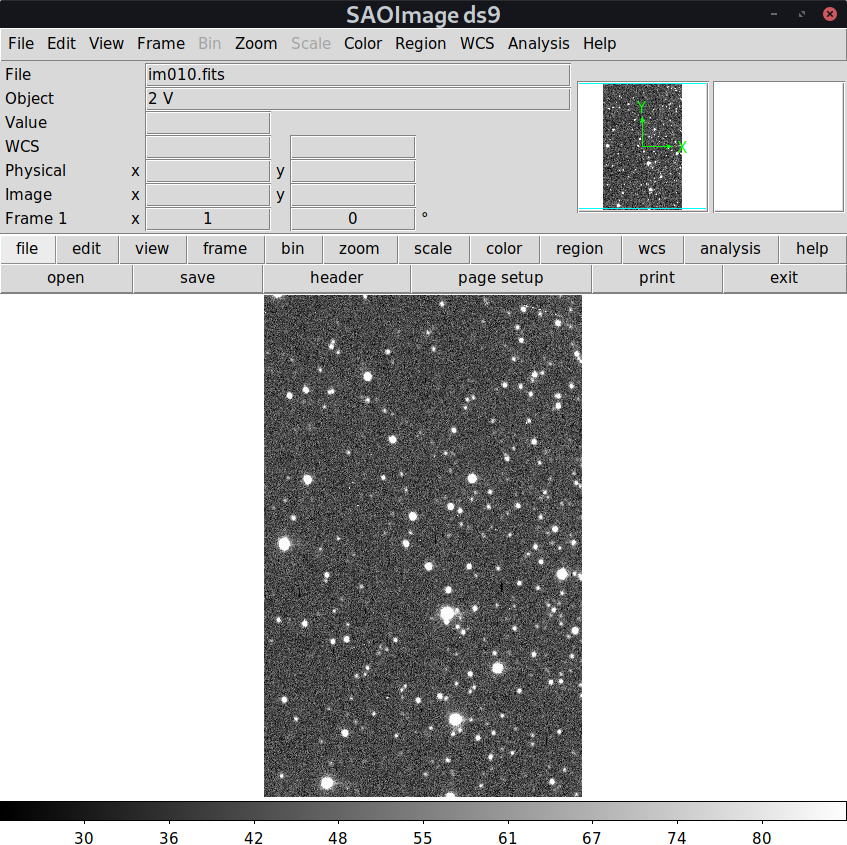 SAOImage ds9
File Edit View Frame Bin Zoom Scale Color Region WCS Analysis Help
File im010.fits
Object 2 V
Value
WCS
Physical x y
Image x y
Frame 1 x 1 0 °
Y
X
file edit view frame bin zoom scale color region wcs analysis help
open save header page setup print exit
30 36 42 48 55 61 67 74 80